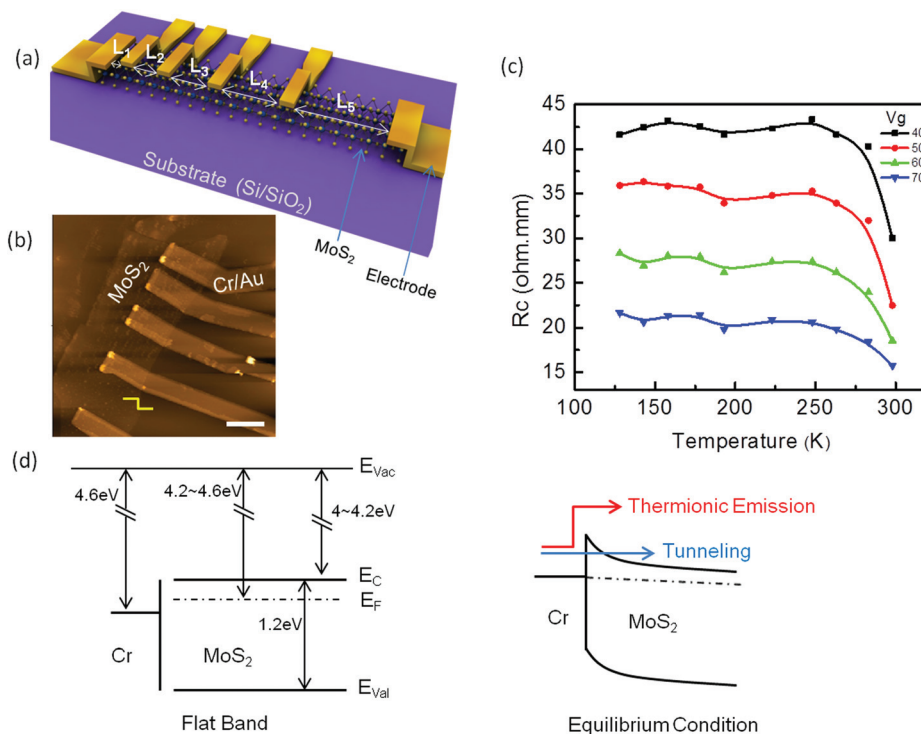 (a)
L1
L2
L3
L4
L5
Substrate (Si/SiO2)
MoS2
Electrode
(b)
MoS2
Cr/Au
(c)
Vg
40
50
60
70
45
40
35
30
25
20
15
Rc (ohm.mm)
100 150 200 250 300
Temperature (K)
(d)
EVac
4.6eV
4.2~4.6eV
4~4.2eV
EC
EF
1.2eV
Cr
MoS2
EVal
Flat Band
Thermionic Emission
Tunneling
Cr
MoS2
Equilibrium Condition